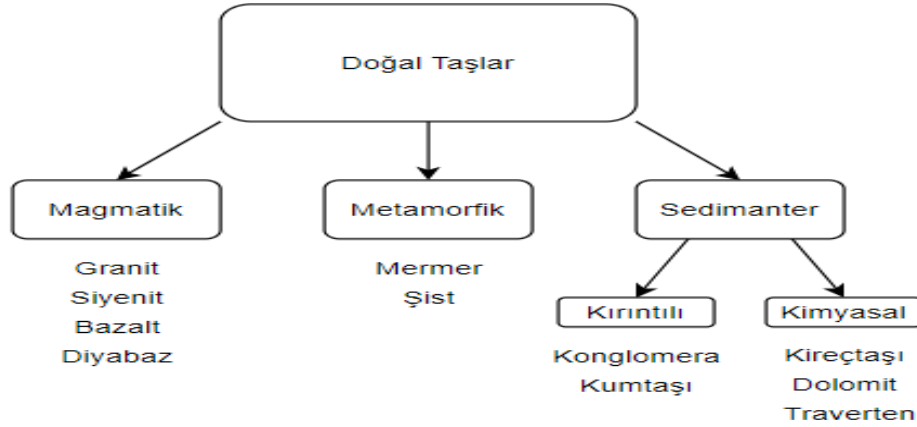 Doğal Taşlar
Magmatik
Metamorfik
Sedimanter
Granit
Siyenit
Bazalt
Diyabaz
Mermer
Şist
Kırıntılı
Kimyasal
Konglomera
Kumtaşı
Kireçtaşı
Dolomit
Traverten